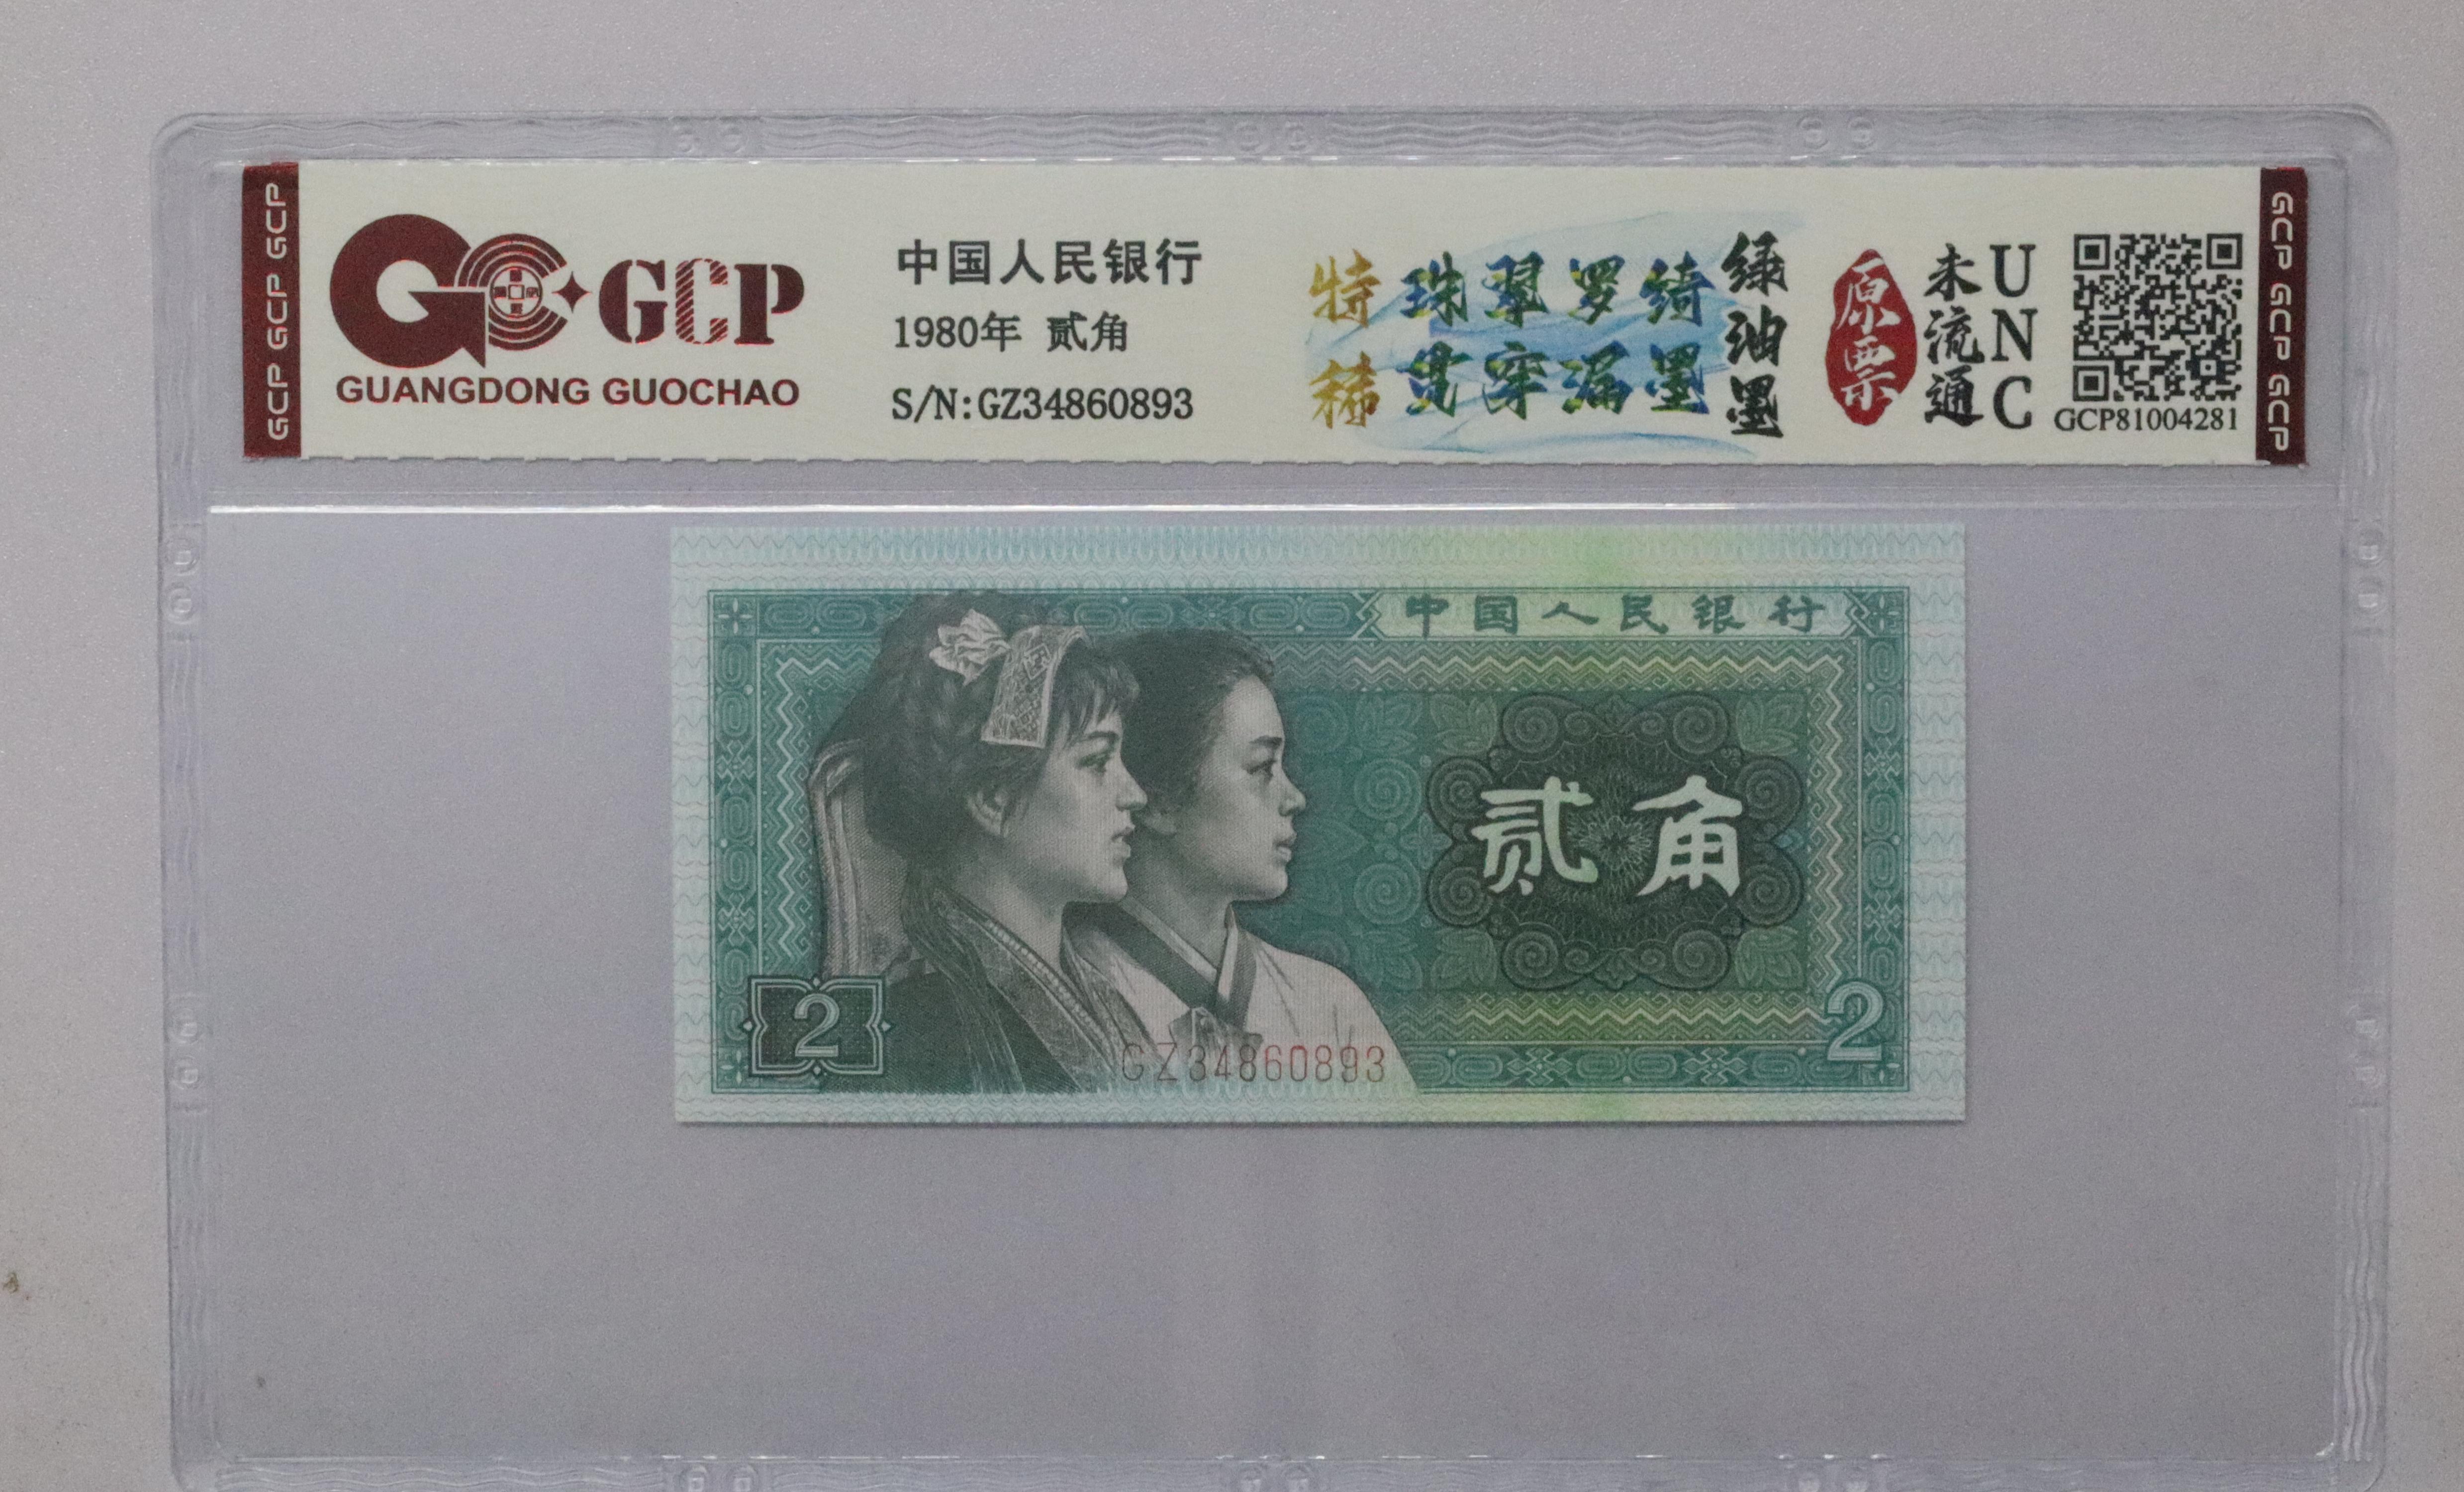 GCP GCP GCP
GCP
GUANGDONG GUOCHAO
中国人民银行
1980年 贰角
S/N:GZ34860893
特稀
珠翠罗绮
贯穿漏墨
绿油墨
原票
未流通
UNC
GCP81004281
GCP GCP GCP
中国人民银行
贰角
2
2
GZ34860893